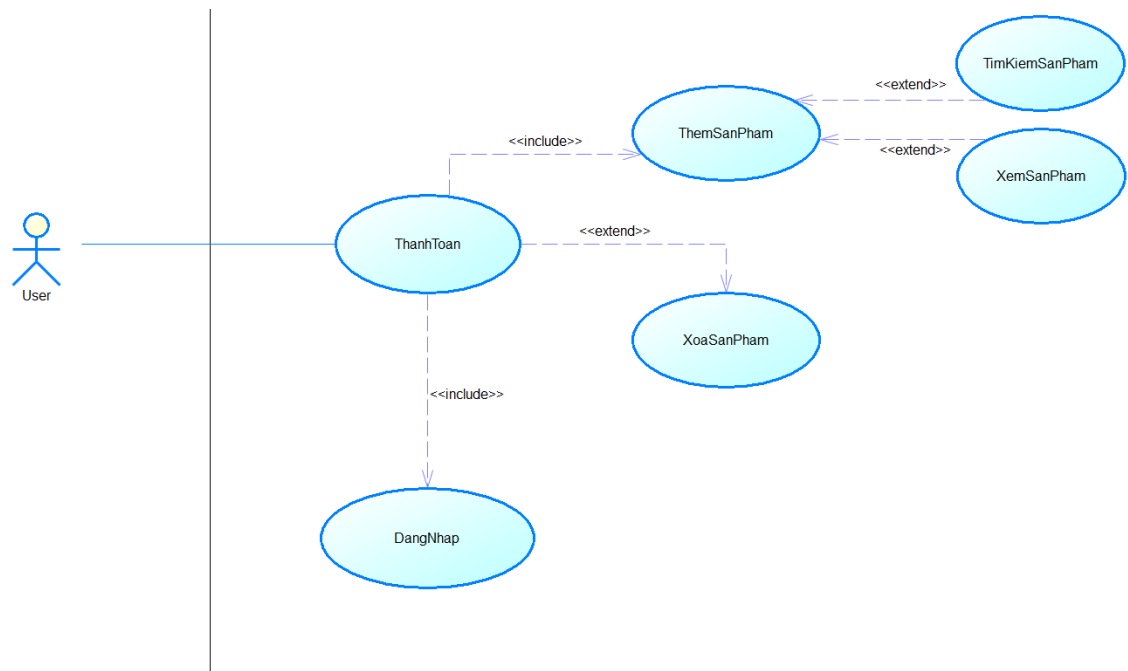 TimKiemSanPham
<<extend>>
ThemSanPham
<<include>>
<<extend>>
XemSanPham
ThanhToan
<<extend>>
User
XoaSanPham
<<include>>
DangNhap